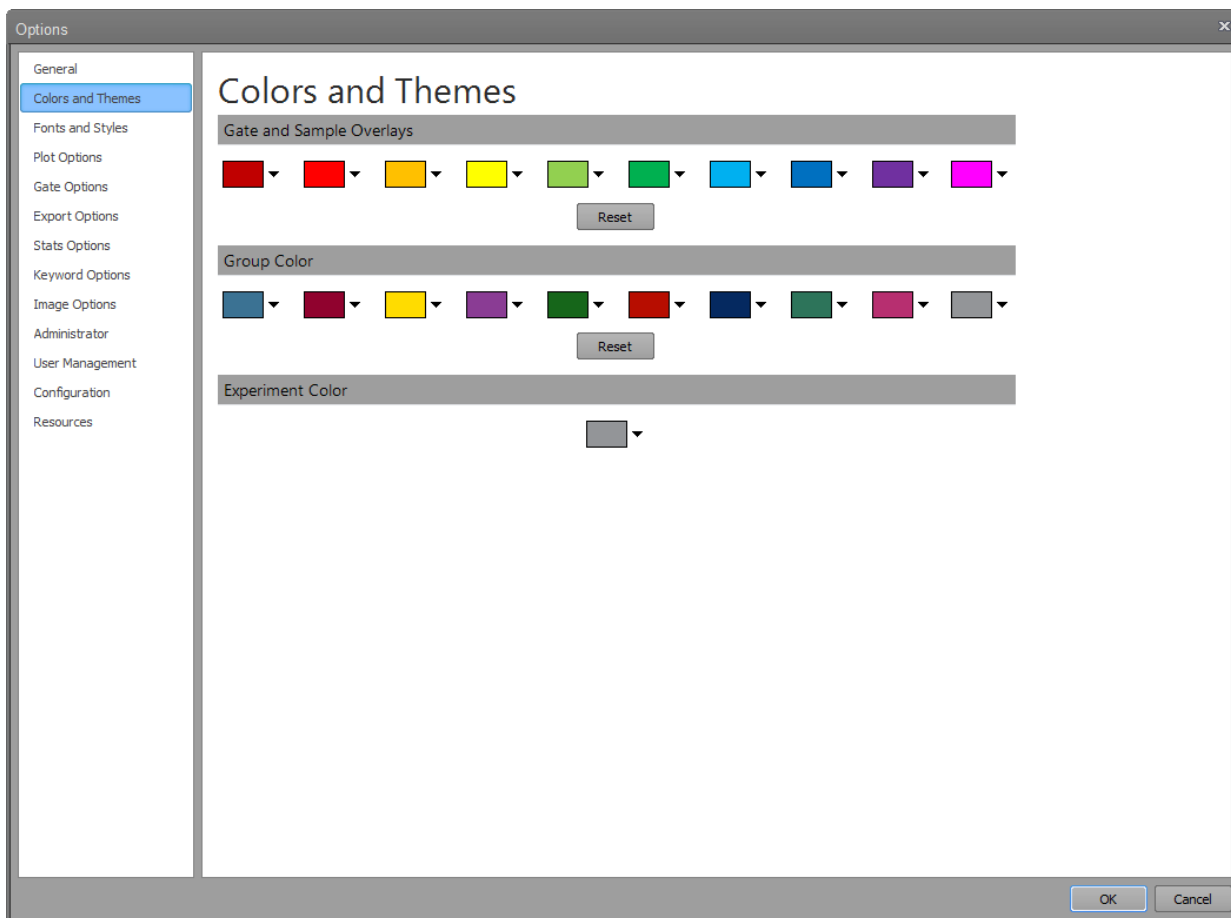 Options
General
Colors and Themes
Fonts and Styles
Plot Options
Gate Options
Export Options
Stats Options
Keyword Options
Image Options
Administrator
User Management
Configuration
Resources
Colors and Themes
Gate and Sample Overlays
Reset
Group Color
Reset
Experiment Color
OK Cancel